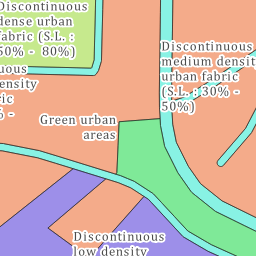 Discontinuous
dense urban
fabric (S.L. :
50% - 80%)
Discontinuous
medium density
urban fabric
(S.L. : 30% -
50%)
Green urban
areas
Discontinuous
low density